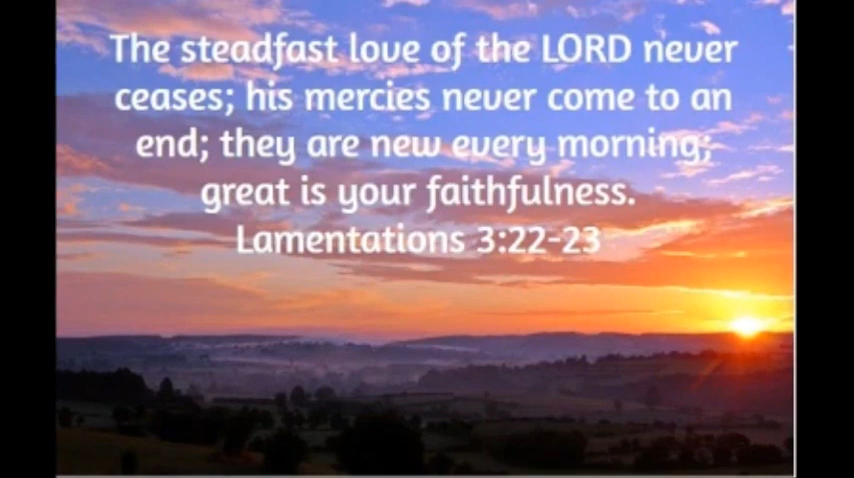 The steadfast love of the LORD never
ceases; his mercies never come to an
end; they are new every morning;
great is your faithfulness.
Lamentations 3:22-23